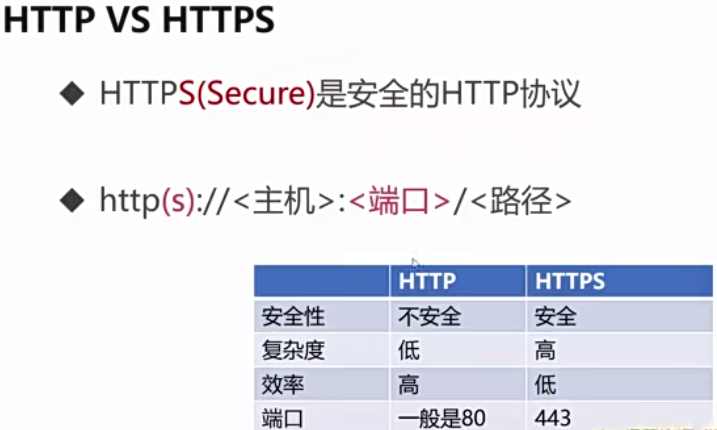 HTTP VS HTTPS
◆ HTTPS(Secure)是安全的HTTP协议
◆ http(s)://<主机>:<端口>/<路径>
HTTP HTTPS
安全性 不安全 安全
复杂度 低 高
效率 高 低
端口 一般是80 443